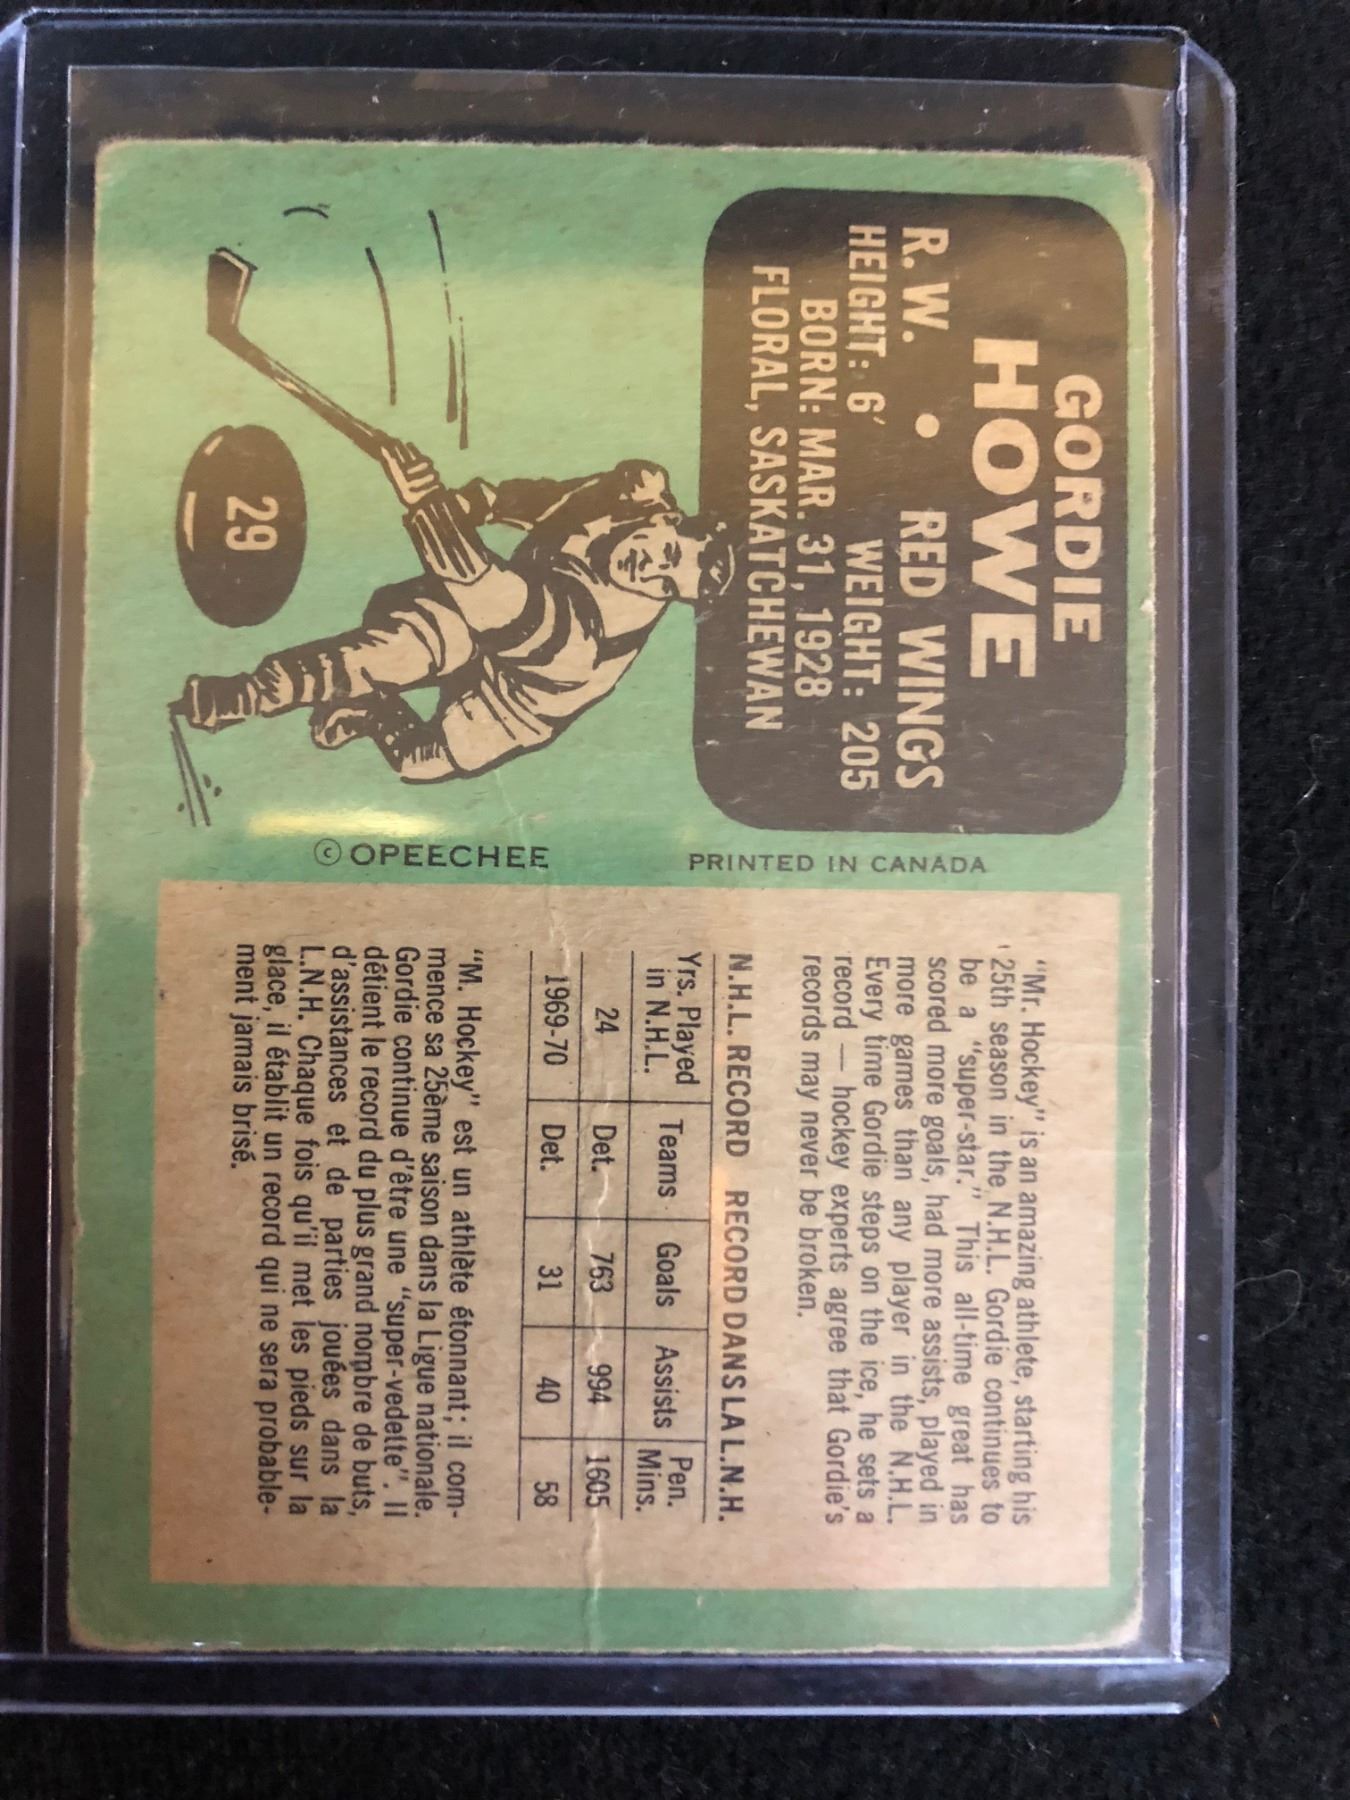 GORDIE
HOWE
R. W. • RED WINGS
HEIGHT: 6' WEIGHT: 205
BORN: MAR. 31, 1928
FLORAL, SASKATCHEWAN
29
© OPEECHEE
PRINTED IN CANADA
"Mr. Hockey" is an amazing athlete, starting his
25th season in the N.H.L. Gordie continues to
be a "super-star." This all-time great has
scored more goals, had more assists, played in
more games than any player in the N.H.L.
Every time Gordie steps on the ice, he sets a
record — hockey experts agree that Gordie's
records may never be broken.
N.H.L. RECORD RECORD DANS LA L.N.H.
Yrs. Played in N.H.L. Teams Goals Assists Pen. Mins.
24 Det. 763 994 1605
1969-70 Det. 31 40 58
"M. Hockey" est un athlète étonnant; il com-
mence sa 25ème saison dans la Ligue nationale.
Gordie continue d'être une "super-vedette". Il
détient le record du plus grand nombre de buts,
d'assistances et de parties jouées dans la
L.N.H. Chaque fois qu'il met les pieds sur la
glace, il établit un record qui ne sera probable-
ment jamais brisé.